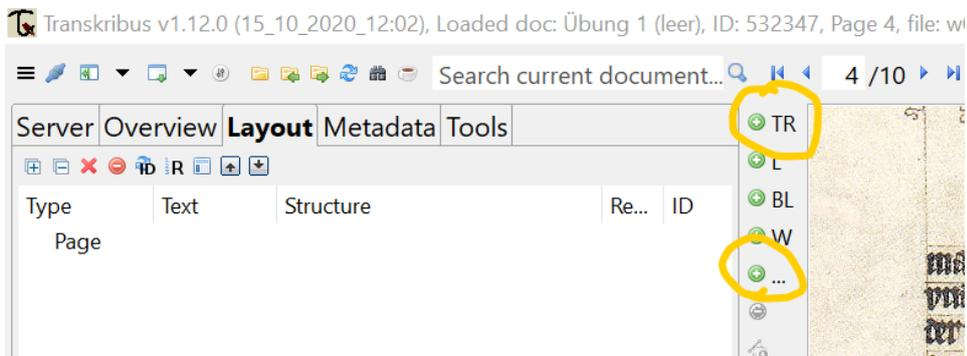 Transkribus v1.12.0 (15_10_2020_12:02), Loaded doc: Übung 1 (leer), ID: 532347, Page 4, file:
Search current document... 4 /10
Server Overview Layout Metadata Tools
TR
L
ID R
BL
Type Text Structure Re... ID
W
Page
...